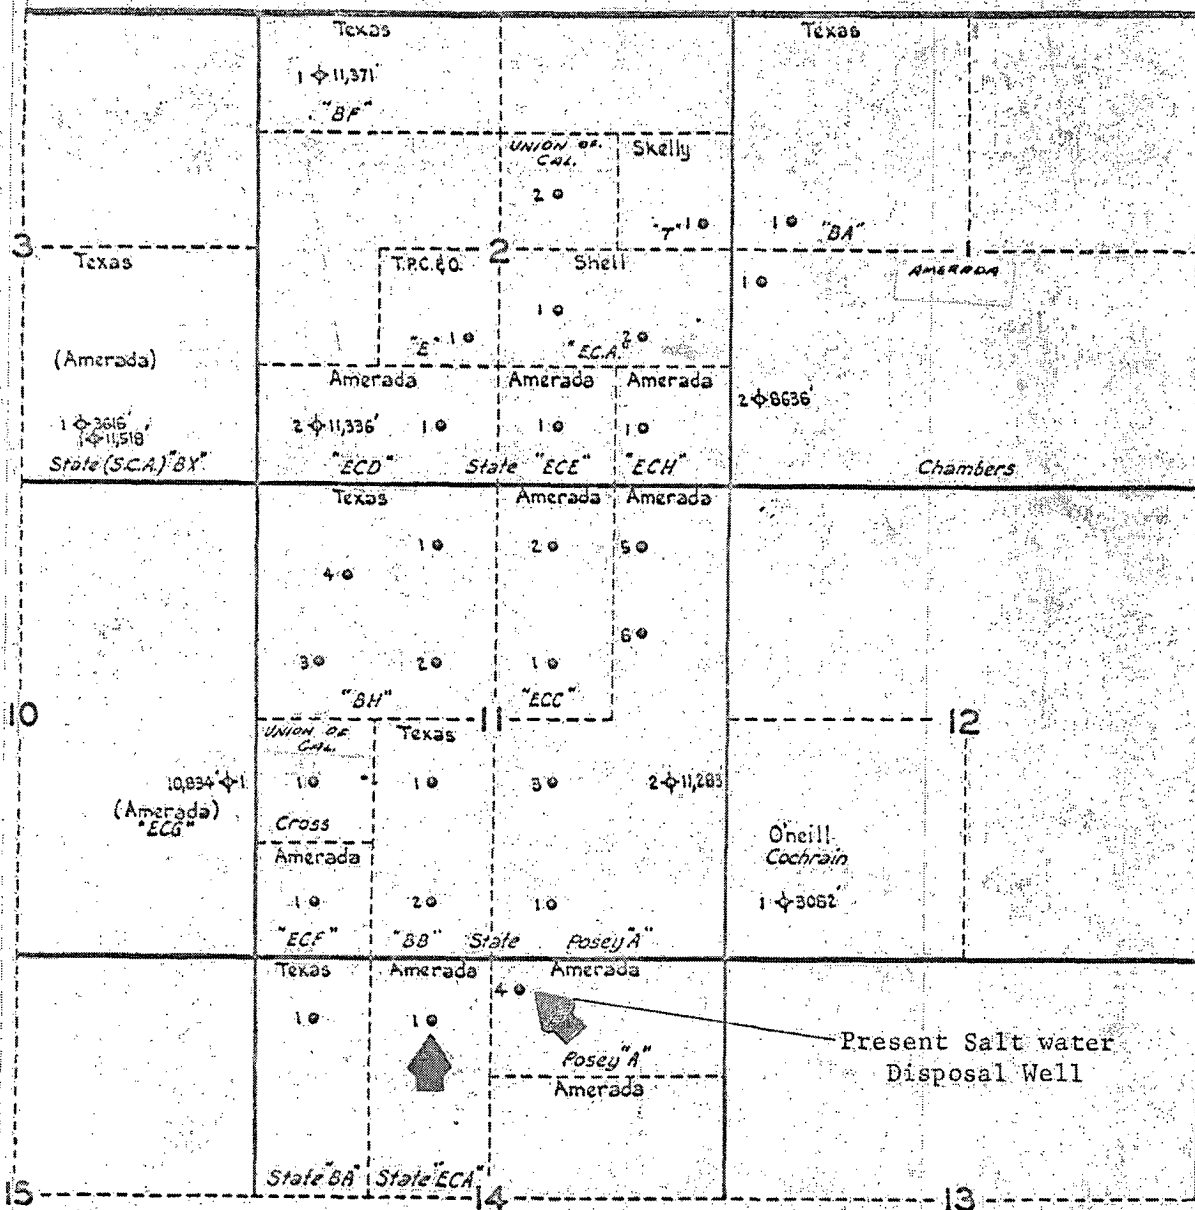 Texas
Texas
1 11,371'
"BF"
UNION OF CAL.
Skelly
2
"T" 1
1 "BA"
3
2
1
Texas
T.P.C.&O.
Shell
AMERADA
1
1
(Amerada)
"E" 1
"E.C.A."
2
Amerada
Amerada
Amerada
2 8636'
1 3616'
11,518'
2 11,336'
1
1
1
State (S.C.A.) "BX"
"ECD"
State "ECE"
"ECH"
Chambers
Texas
Amerada
Amerada
1
2
5
4
6
3
2
1
"BH"
"ECC"
10
11
12
UNION OF CAL.
Texas
10,834' 1
1
1
3
2 11,283
(Amerada)
"ECG"
Cross
O'neill
Cochrain
Amerada
1
2
1
1 3082'
"ECF"
"BB" State
Posey "A"
Texas
Amerada
Amerada
4
1
1
Present Salt water
Disposal Well
Posey "A"
Amerada
State "BA"
State "ECA"
15
14
13